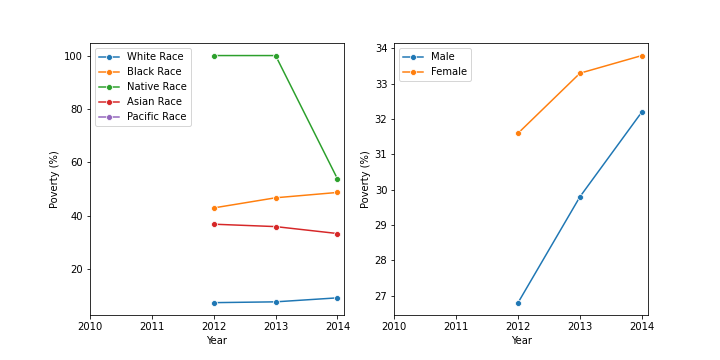 White Race
Black Race
Native Race
Asian Race
Pacific Race
100
80
60
40
20
Poverty (%)
2010 2011 2012 2013 2014
Year
Male
Female
34
33
32
31
30
29
28
27
Poverty (%)
2010 2011 2012 2013 2014
Year